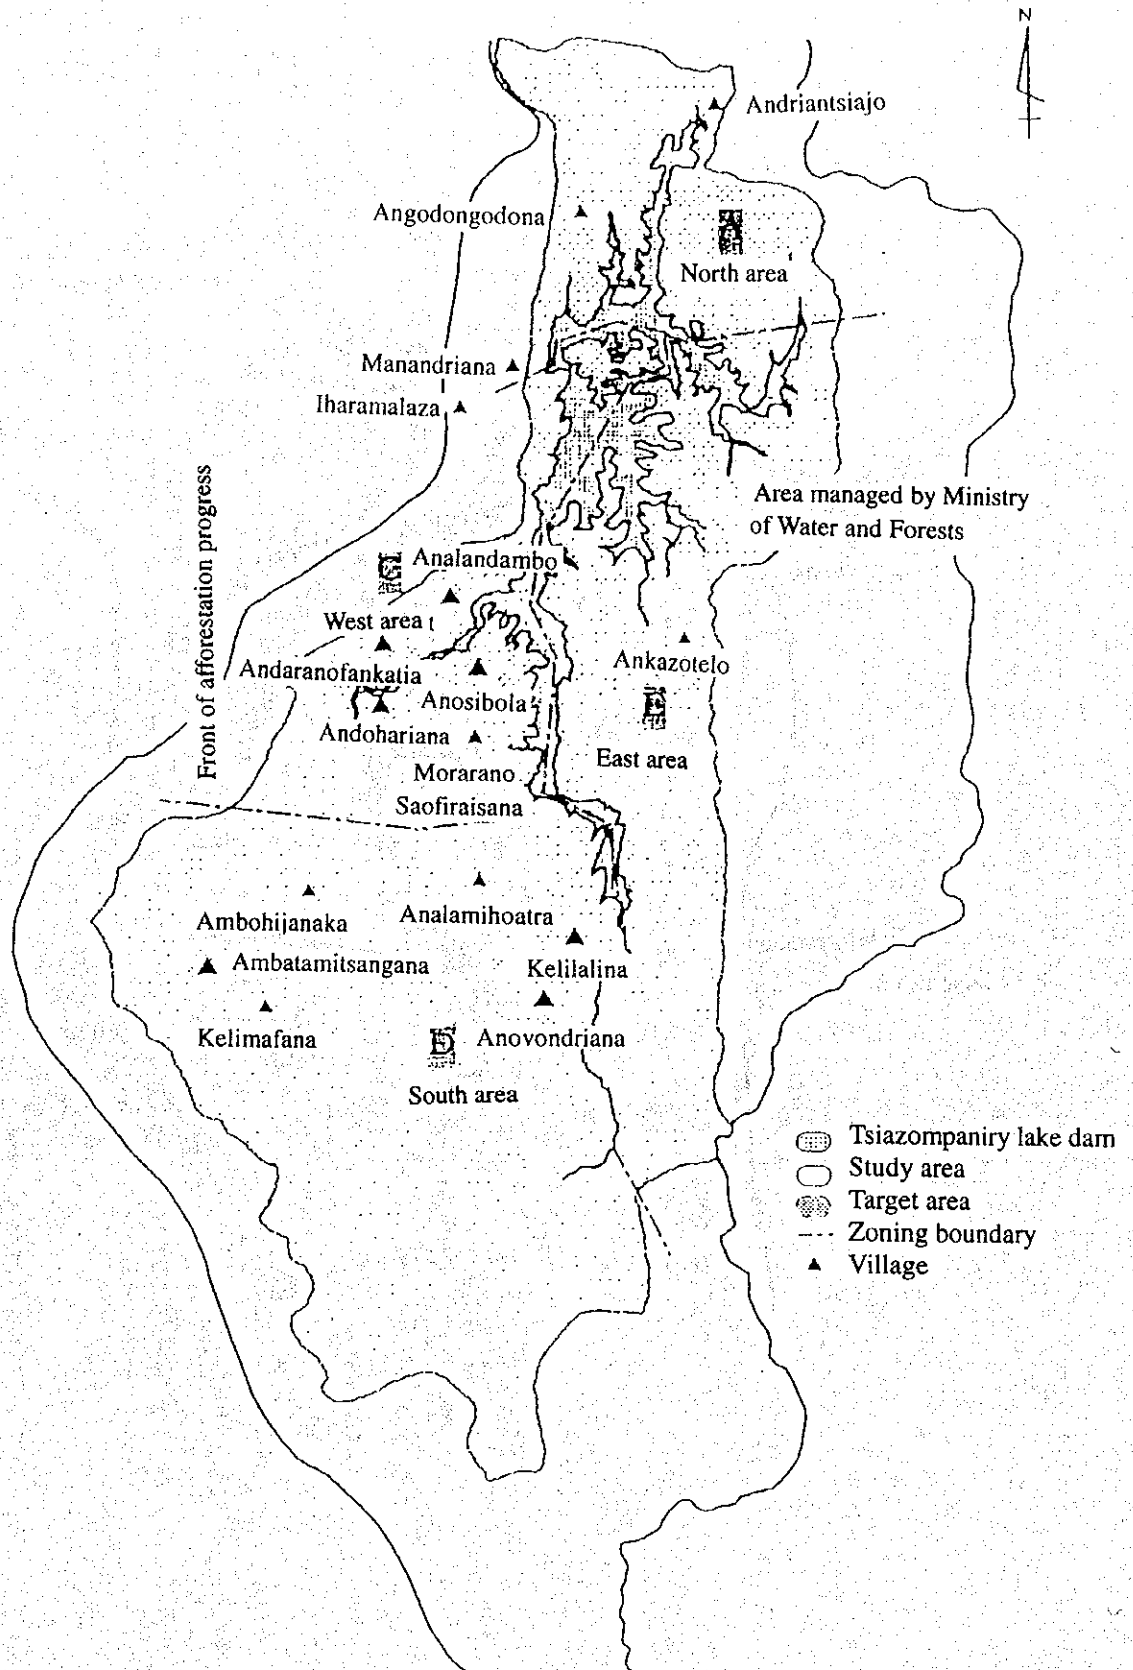 N
Andriantsiajo
Angodongodona
A
North area
Manandriana
Iharamalaza
Area managed by Ministry
of Water and Forests
Front of afforestation progress
Analandambo
West area
Andaranofankatia
Ankazotelo
Anosibola
Andohariana
East area
Morarano
Saofiraisana
Ambohijanaka
Analamihoatra
Ambatamitsangana
Kelilalina
Kelimafana
D
Anovondriana
South area
Tsiazompaniry lake dam
Study area
Target area
Zoning boundary
Village